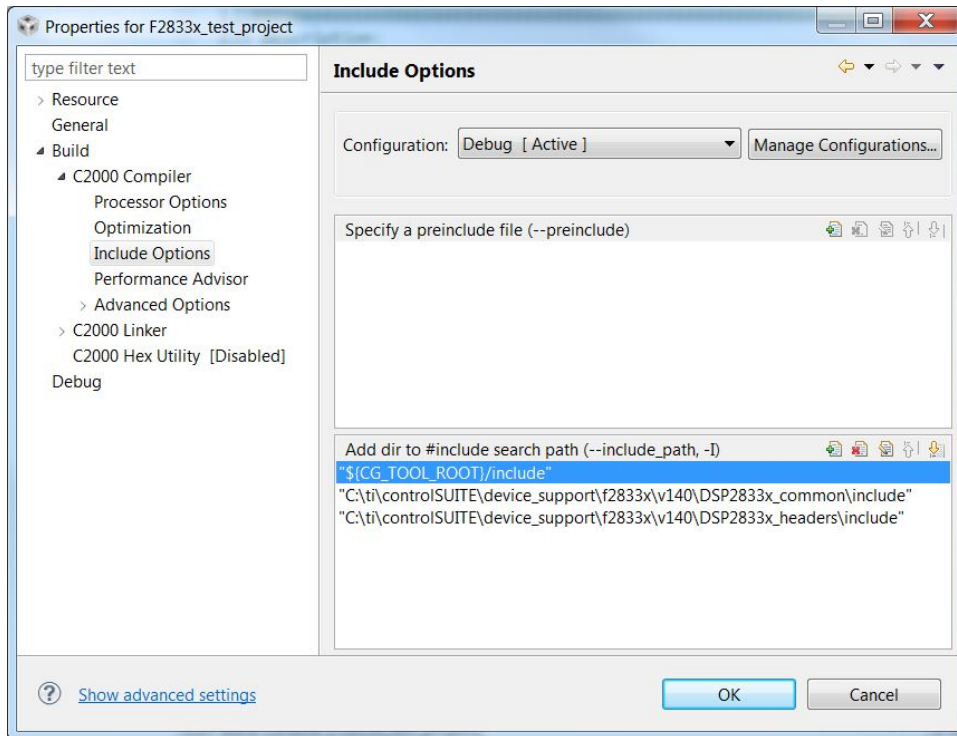 Properties for F2833x_test_project
type filter text
Resource
General
Build
C2000 Compiler
Processor Options
Optimization
Include Options
Performance Advisor
Advanced Options
C2000 Linker
C2000 Hex Utility [Disabled]
Debug
Include Options
Configuration: Debug [ Active ] Manage Configurations...
Specify a preinclude file (--preinclude)
Add dir to #include search path (--include_path, -I)
"${CG_TOOL_ROOT}/include"
"C:\ti\controlSUITE\device_support\f2833x\v140\DSP2833x_common\include"
"C:\ti\controlSUITE\device_support\f2833x\v140\DSP2833x_headers\include"
Show advanced settings
OK Cancel